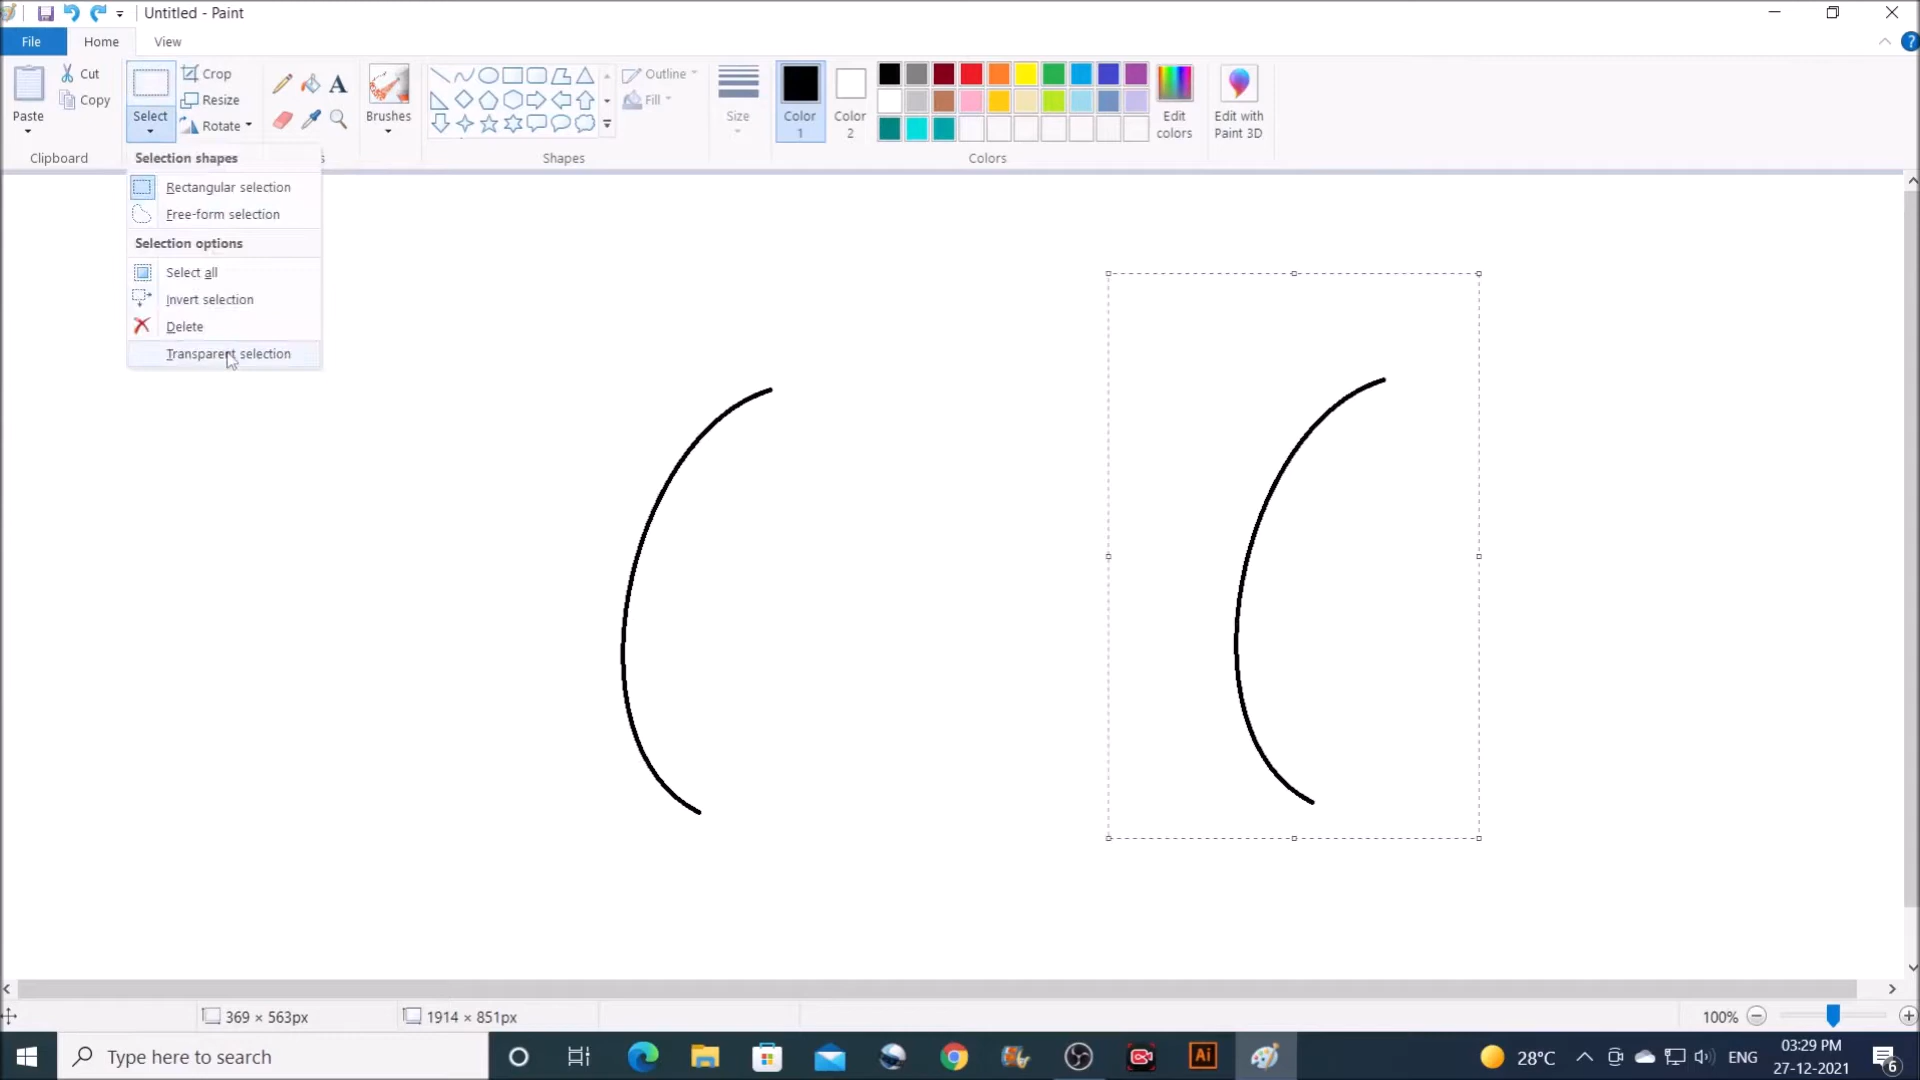 Untitled - Paint
File Home View
Paste
Cut
Copy
Clipboard
Select
Crop
Resize
Rotate
s
Brushes
Shapes
Outline
Fill
Size
Color 1
Color 2
Edit colors
Edit with Paint 3D
Colors
Selection shapes
Rectangular selection
Free-form selection
Selection options
Select all
Invert selection
Delete
Transparent selection
369 × 563px
1914 × 851px
100%
Type here to search
Ai
28°C
ENG
03:29 PM
27-12-2021
6